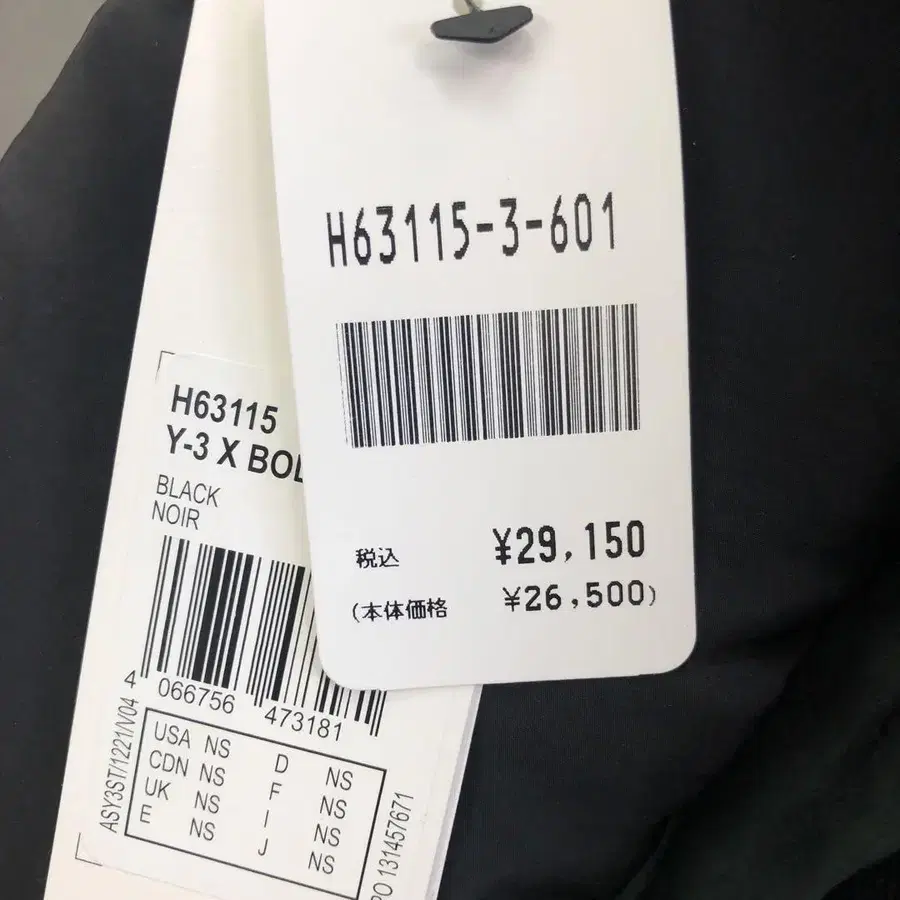 H63115-3-601
税込 ¥29,150
(本体価格 ¥26,500)
H63115
Y-3 X BOL
BLACK
NOIR
4 066756 473181
ASY3ST/1221/V04
USA NS D NS
CDN NS F NS
UK NS I NS
E NS J NS
PO 131457671